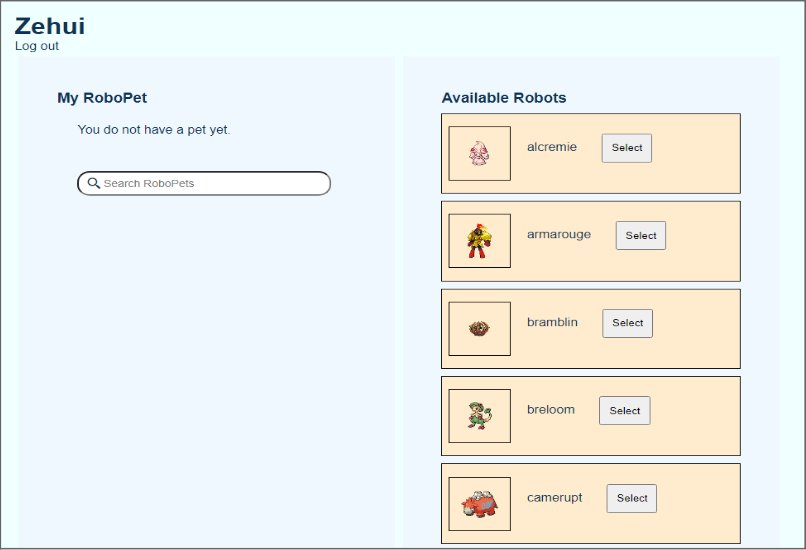 Zehui
Log out
My RoboPet
You do not have a pet yet.
Search RoboPets
Available Robots
alcremie Select
armarouge Select
bramblin Select
breloom Select
camerupt Select